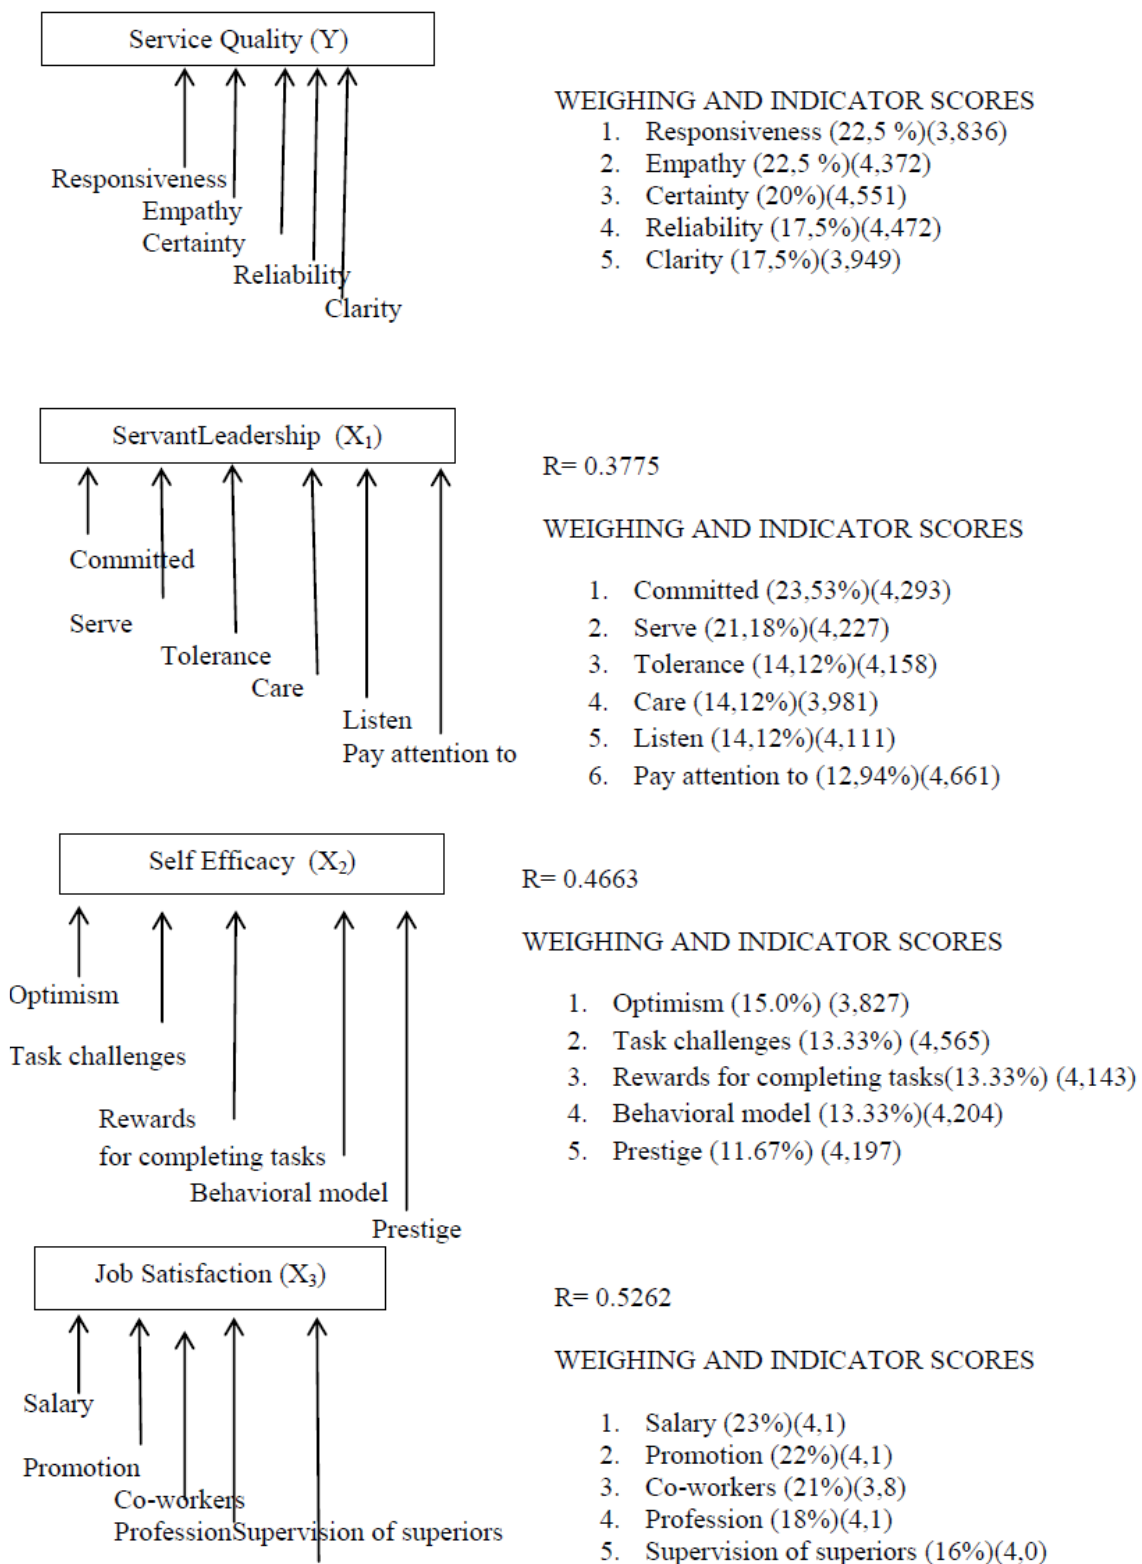 Service Quality (Y)
Responsiveness
Empathy
Certainty
Reliability
Clarity
WEIGHING AND INDICATOR SCORES
1. Responsiveness (22,5 %)(3,836)
2. Empathy (22,5 %)(4,372)
3. Certainty (20%)(4,551)
4. Reliability (17,5%)(4,472)
5. Clarity (17,5%)(3,949)
ServantLeadership (X₁)
Committed
Serve
Tolerance
Care
Listen
Pay attention to
R= 0.3775
WEIGHING AND INDICATOR SCORES
1. Committed (23,53%)(4,293)
2. Serve (21,18%)(4,227)
3. Tolerance (14,12%)(4,158)
4. Care (14,12%)(3,981)
5. Listen (14,12%)(4,111)
6. Pay attention to (12,94%)(4,661)
Self Efficacy (X₂)
Optimism
Task challenges
Rewards
for completing tasks
Behavioral model
Prestige
R= 0.4663
WEIGHING AND INDICATOR SCORES
1. Optimism (15.0%) (3,827)
2. Task challenges (13.33%) (4,565)
3. Rewards for completing tasks(13.33%) (4,143)
4. Behavioral model (13.33%)(4,204)
5. Prestige (11.67%) (4,197)
Job Satisfaction (X₃)
Salary
Promotion
Co-workers
ProfessionSupervision of superiors
R= 0.5262
WEIGHING AND INDICATOR SCORES
1. Salary (23%)(4,1)
2. Promotion (22%)(4,1)
3. Co-workers (21%)(3,8)
4. Profession (18%)(4,1)
5. Supervision of superiors (16%)(4,0)